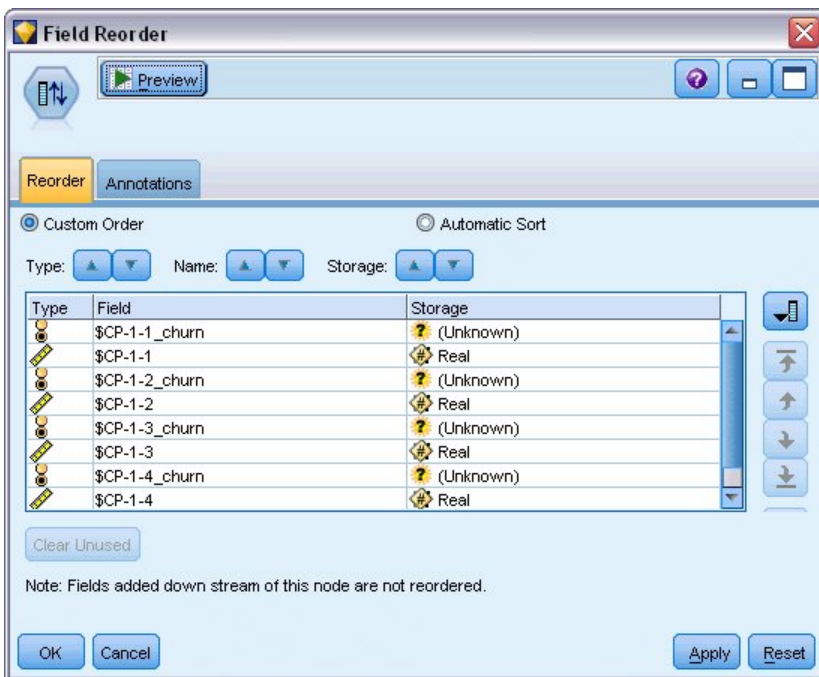 Field Reorder
Preview
Reorder Annotations
Custom Order Automatic Sort
Type: Name: Storage:
Type Field Storage
$CP-1-1_churn ? (Unknown)
$CP-1-1 # Real
$CP-1-2_churn ? (Unknown)
$CP-1-2 # Real
$CP-1-3_churn ? (Unknown)
$CP-1-3 # Real
$CP-1-4_churn ? (Unknown)
$CP-1-4 # Real
Clear Unused
Note: Fields added down stream of this node are not reordered.
OK Cancel Apply Reset